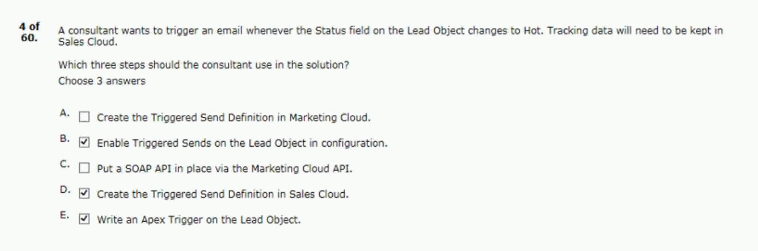 4 of
60.
A consultant wants to trigger an email whenever the Status field on the Lead Object changes to Hot. Tracking data will need to be kept in
Sales Cloud.
Which three steps should the consultant use in the solution?
Choose 3 answers
A. Create the Triggered Send Definition in Marketing Cloud.
B. Enable Triggered Sends on the Lead Object in configuration.
C. Put a SOAP API in place via the Marketing Cloud API.
D. Create the Triggered Send Definition in Sales Cloud.
E. Write an Apex Trigger on the Lead Object.